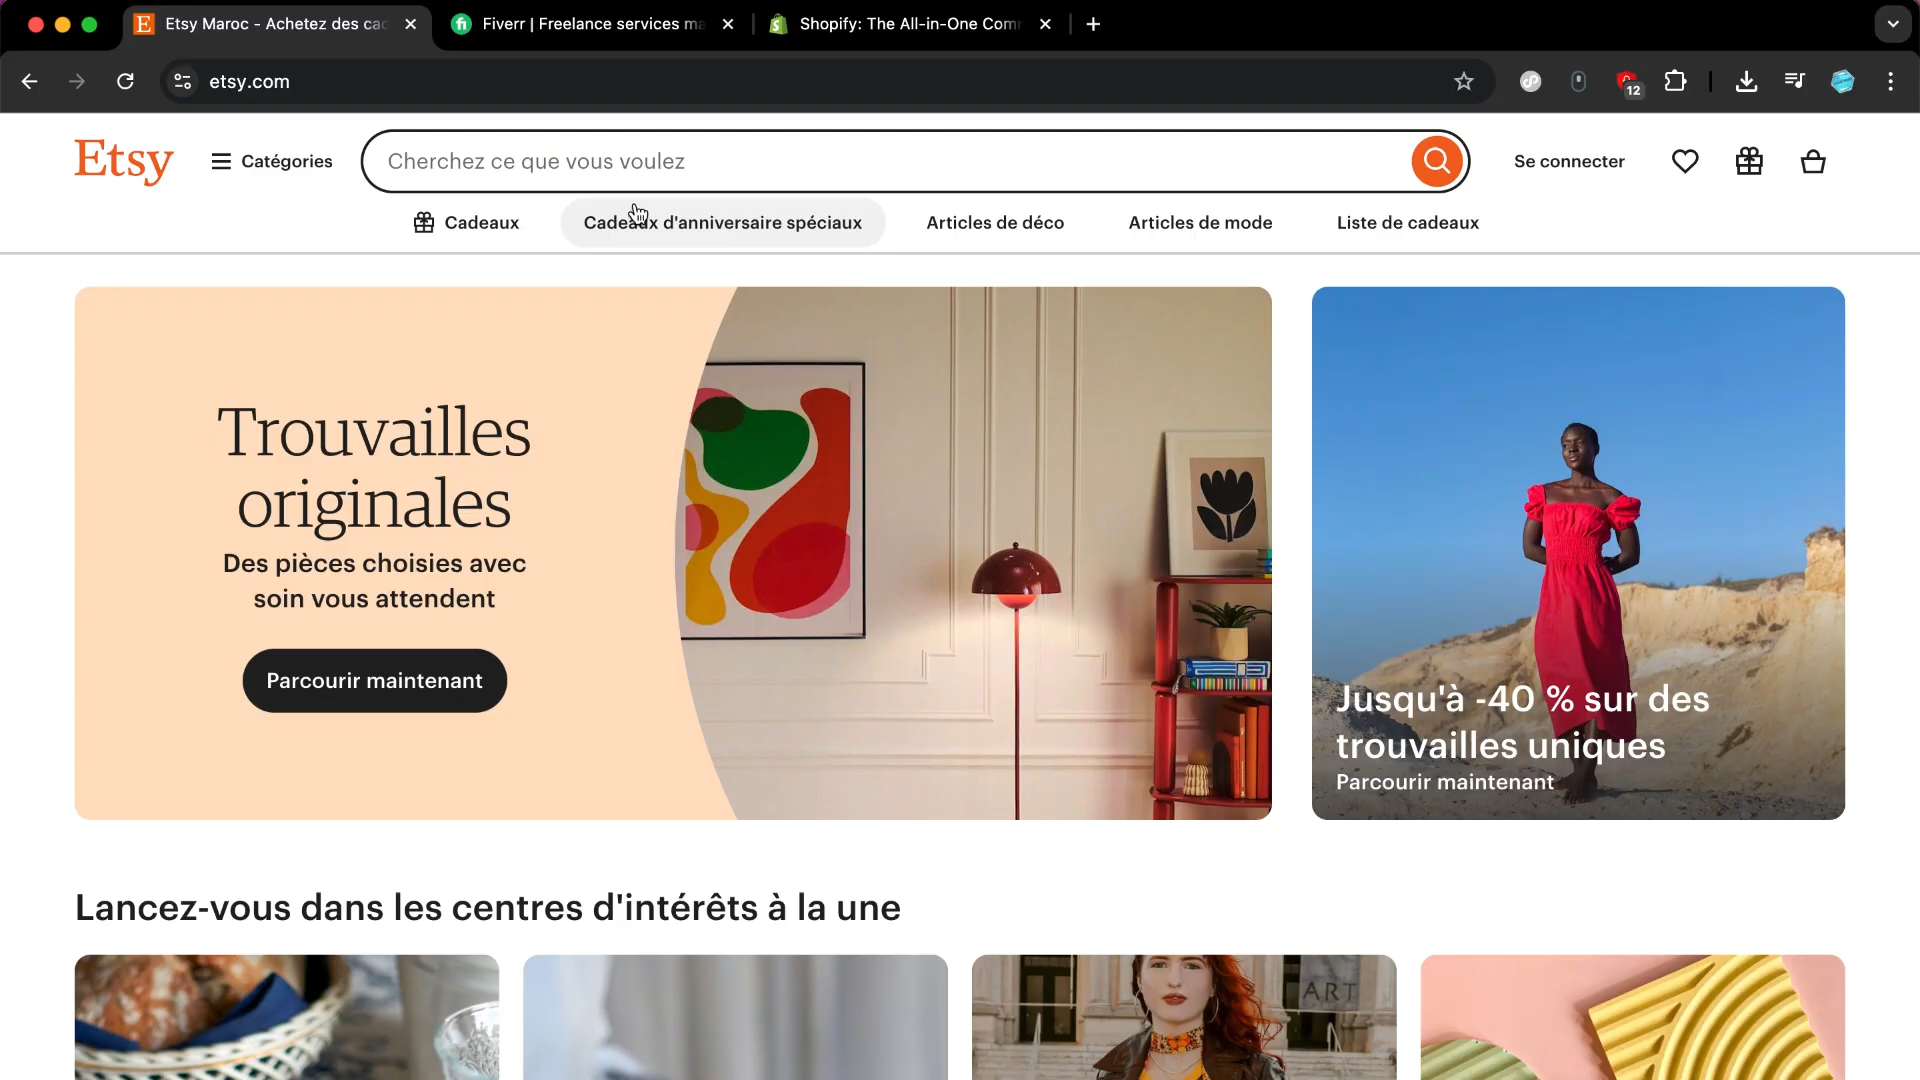 Etsy Maroc - Achetez des cad
Fiverr | Freelance services ma
Shopify: The All-in-One Comm
etsy.com
12
Etsy
Catégories
Cherchez ce que vous voulez
Se connecter
Cadeaux
Cadeaux d'anniversaire spéciaux
Articles de déco
Articles de mode
Liste de cadeaux
Trouvailles
originales
Des pièces choisies avec
soin vous attendent
Parcourir maintenant
Jusqu'à -40 % sur des
trouvailles uniques
Parcourir maintenant
Lancez-vous dans les centres d'intérêts à la une
ART